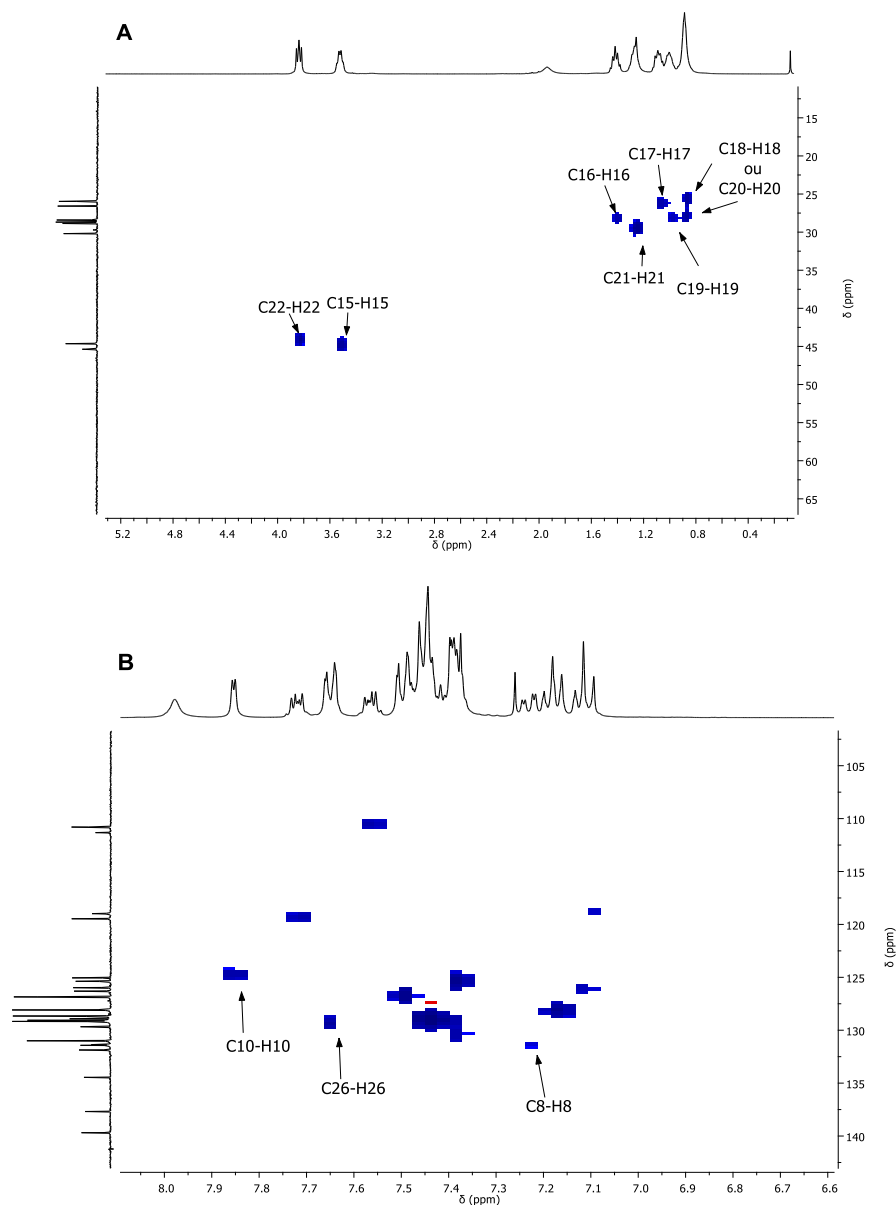 A
15
20
25
30
35
40
45
50
55
60
65
δ (ppm)
C18-H18
ou
C20-H20
C17-H17
C16-H16
C21-H21
C19-H19
C22-H22
C15-H15
5.2 4.8 4.4 4.0 3.6 3.2 2.8 2.4 2.0 1.6 1.2 0.8 0.4
δ (ppm)
B
105
110
115
120
125
130
135
140
δ (ppm)
C10-H10
C26-H26
C8-H8
8.0 7.9 7.8 7.7 7.6 7.5 7.4 7.3 7.2 7.1 7.0 6.9 6.8 6.7 6.6
δ (ppm)